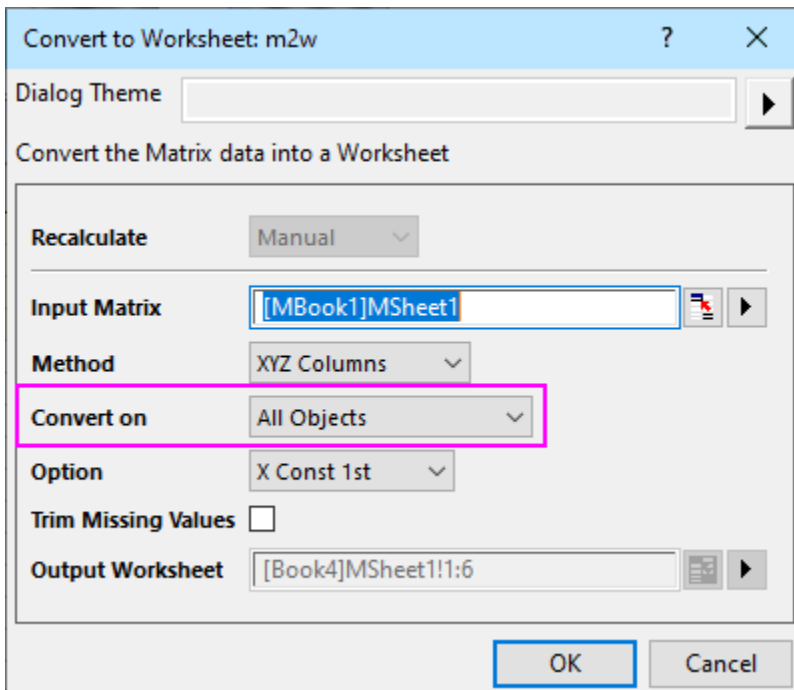 Convert to Worksheet: m2w ?
Dialog Theme
Convert the Matrix data into a Worksheet
Recalculate Manual
Input Matrix [MBook1]MSheet1
Method XYZ Columns
Convert on All Objects
Option X Const 1st
Trim Missing Values
Output Worksheet [Book4]MSheet1!1:6
OK Cancel